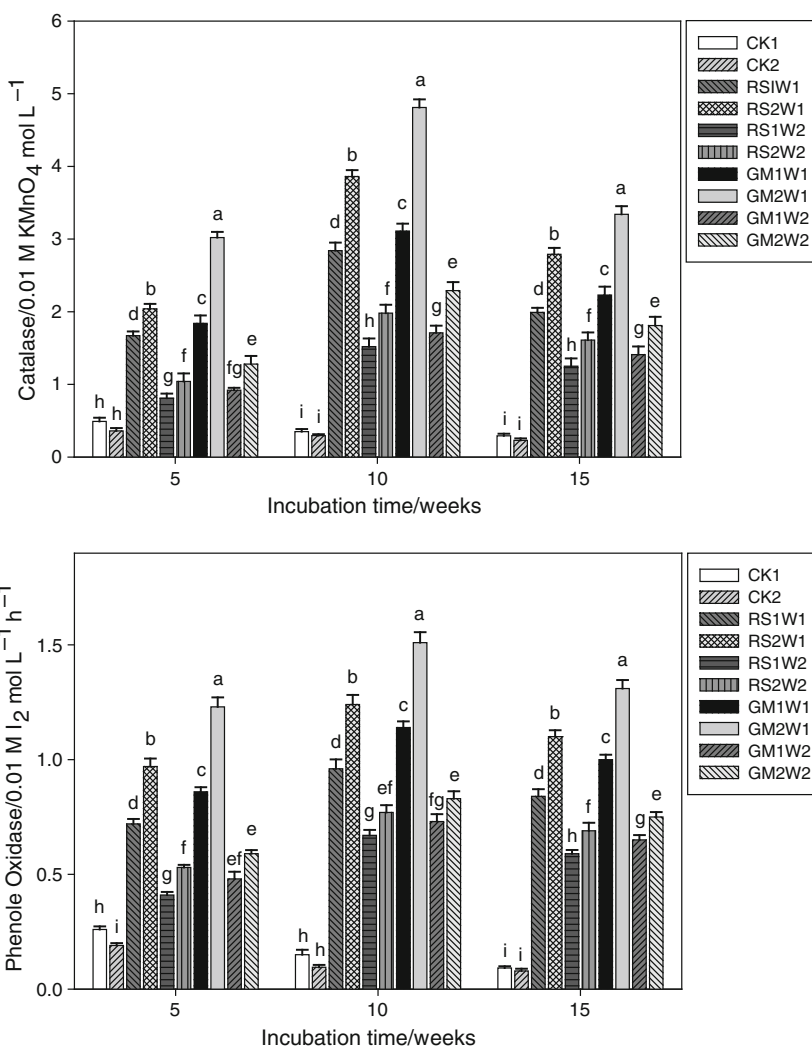 6
5
4
3
2
1
0
Catalase/0.01 M KMnO4 mol L−1
h h d b g f c a fg e
i i d b h f c a g e
i i d b h f c a g e
5 10 15
Incubation time/weeks
CK1
CK2
RSIW1
RS2W1
RS1W2
RS2W2
GM1W1
GM2W1
GM1W2
GM2W2
1.5
1.0
0.5
0.0
Phenole Oxidase/0.01 M I2 mol L−1 h−1
h i d b g f c a ef e
h h d b g ef c a fg e
i i d b h f c a g e
5 10 15
Incubation time/weeks
CK1
CK2
RS1W1
RS2W1
RS1W2
RS2W2
GM1W1
GM2W1
GM1W2
GM2W2